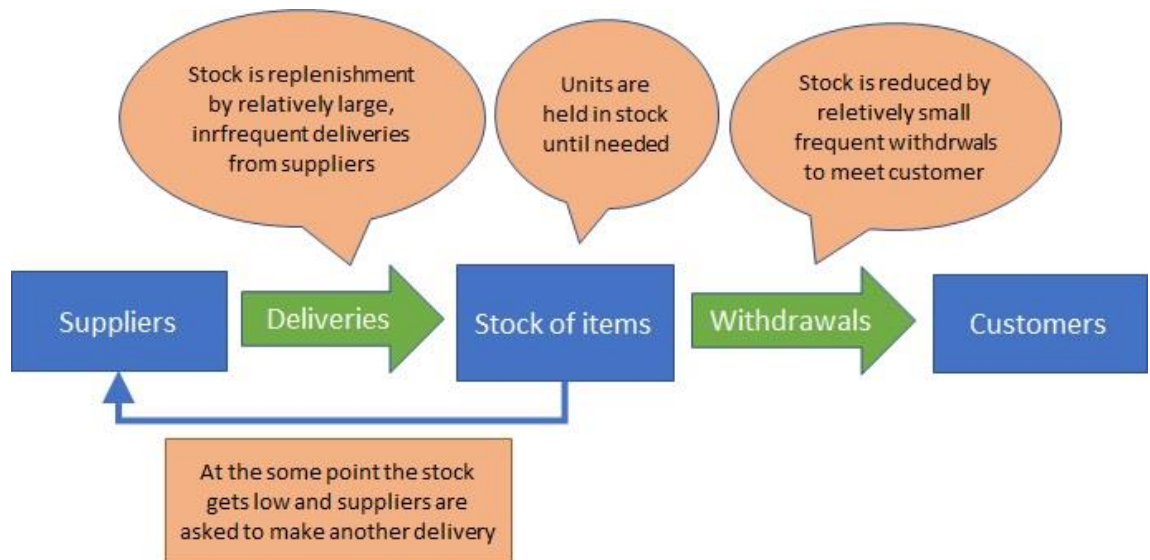 Stock is replenishment
by relatively large,
inrfrequent deliveries
from suppliers
Units are
held in stock
until needed
Stock is reduced by
reletively small
frequent withdrwals
to meet customer
Suppliers
Deliveries
Stock of items
Withdrawals
Customers
At the some point the stock
gets low and suppliers are
asked to make another delivery